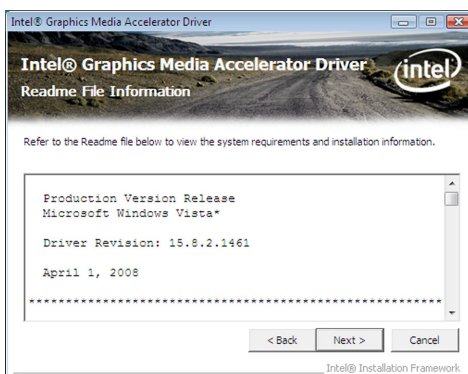 Intel® Graphics Media Accelerator Driver
Intel® Graphics Media Accelerator Driver
Readme File Information
intel
Refer to the Readme file below to view the system requirements and installation information.
Production Version Release
Microsoft Windows Vista*
Driver Revision: 15.8.2.1461
April 1, 2008
********************************************************
< Back
Next >
Cancel
Intel® Installation Framework